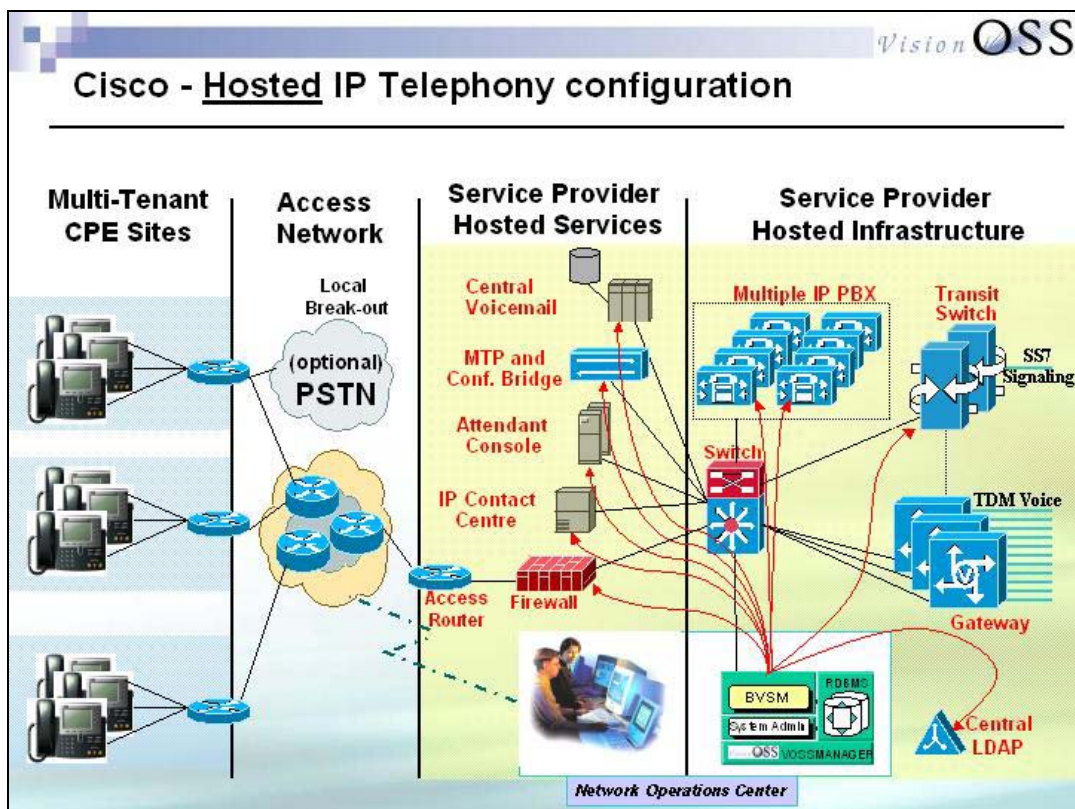 Vision OSS
Cisco - Hosted IP Telephony configuration
Multi-Tenant
CPE Sites
Access
Network
Service Provider
Hosted Services
Service Provider
Hosted Infrastructure
Local
Break-out
(optional)
PSTN
Central
Voicemail
MTP and
Conf. Bridge
Attendant
Console
IP Contact
Centre
Access
Router
Firewall
Multiple IP PBX
Transit
Switch
SS7
Signaling
Switch
TDM Voice
V
Gateway
BVSM
System Admin
RDBMS
OSS VOSSMANAGER
Central
LDAP
Network Operations Center